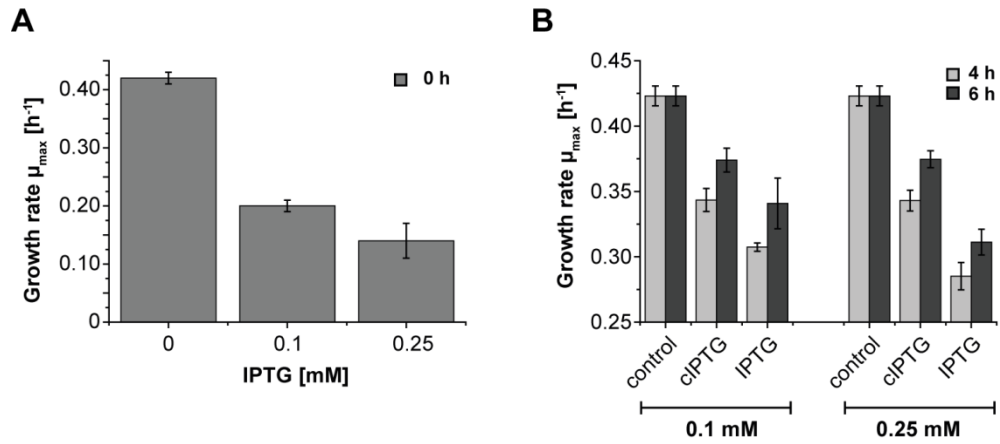 A
0 h
Growth rate µmax [h-1]
0.40
0.40
0.20
0.10
0
0
0.1
0.25
IPTG [mM]
B
4 h
6 h
Growth rate µmax [h-1]
0.45
0.40
0.35
0.30
0.25
control
cIPTG
IPTG
control
cIPTG
IPTG
0.1 mM
0.25 mM